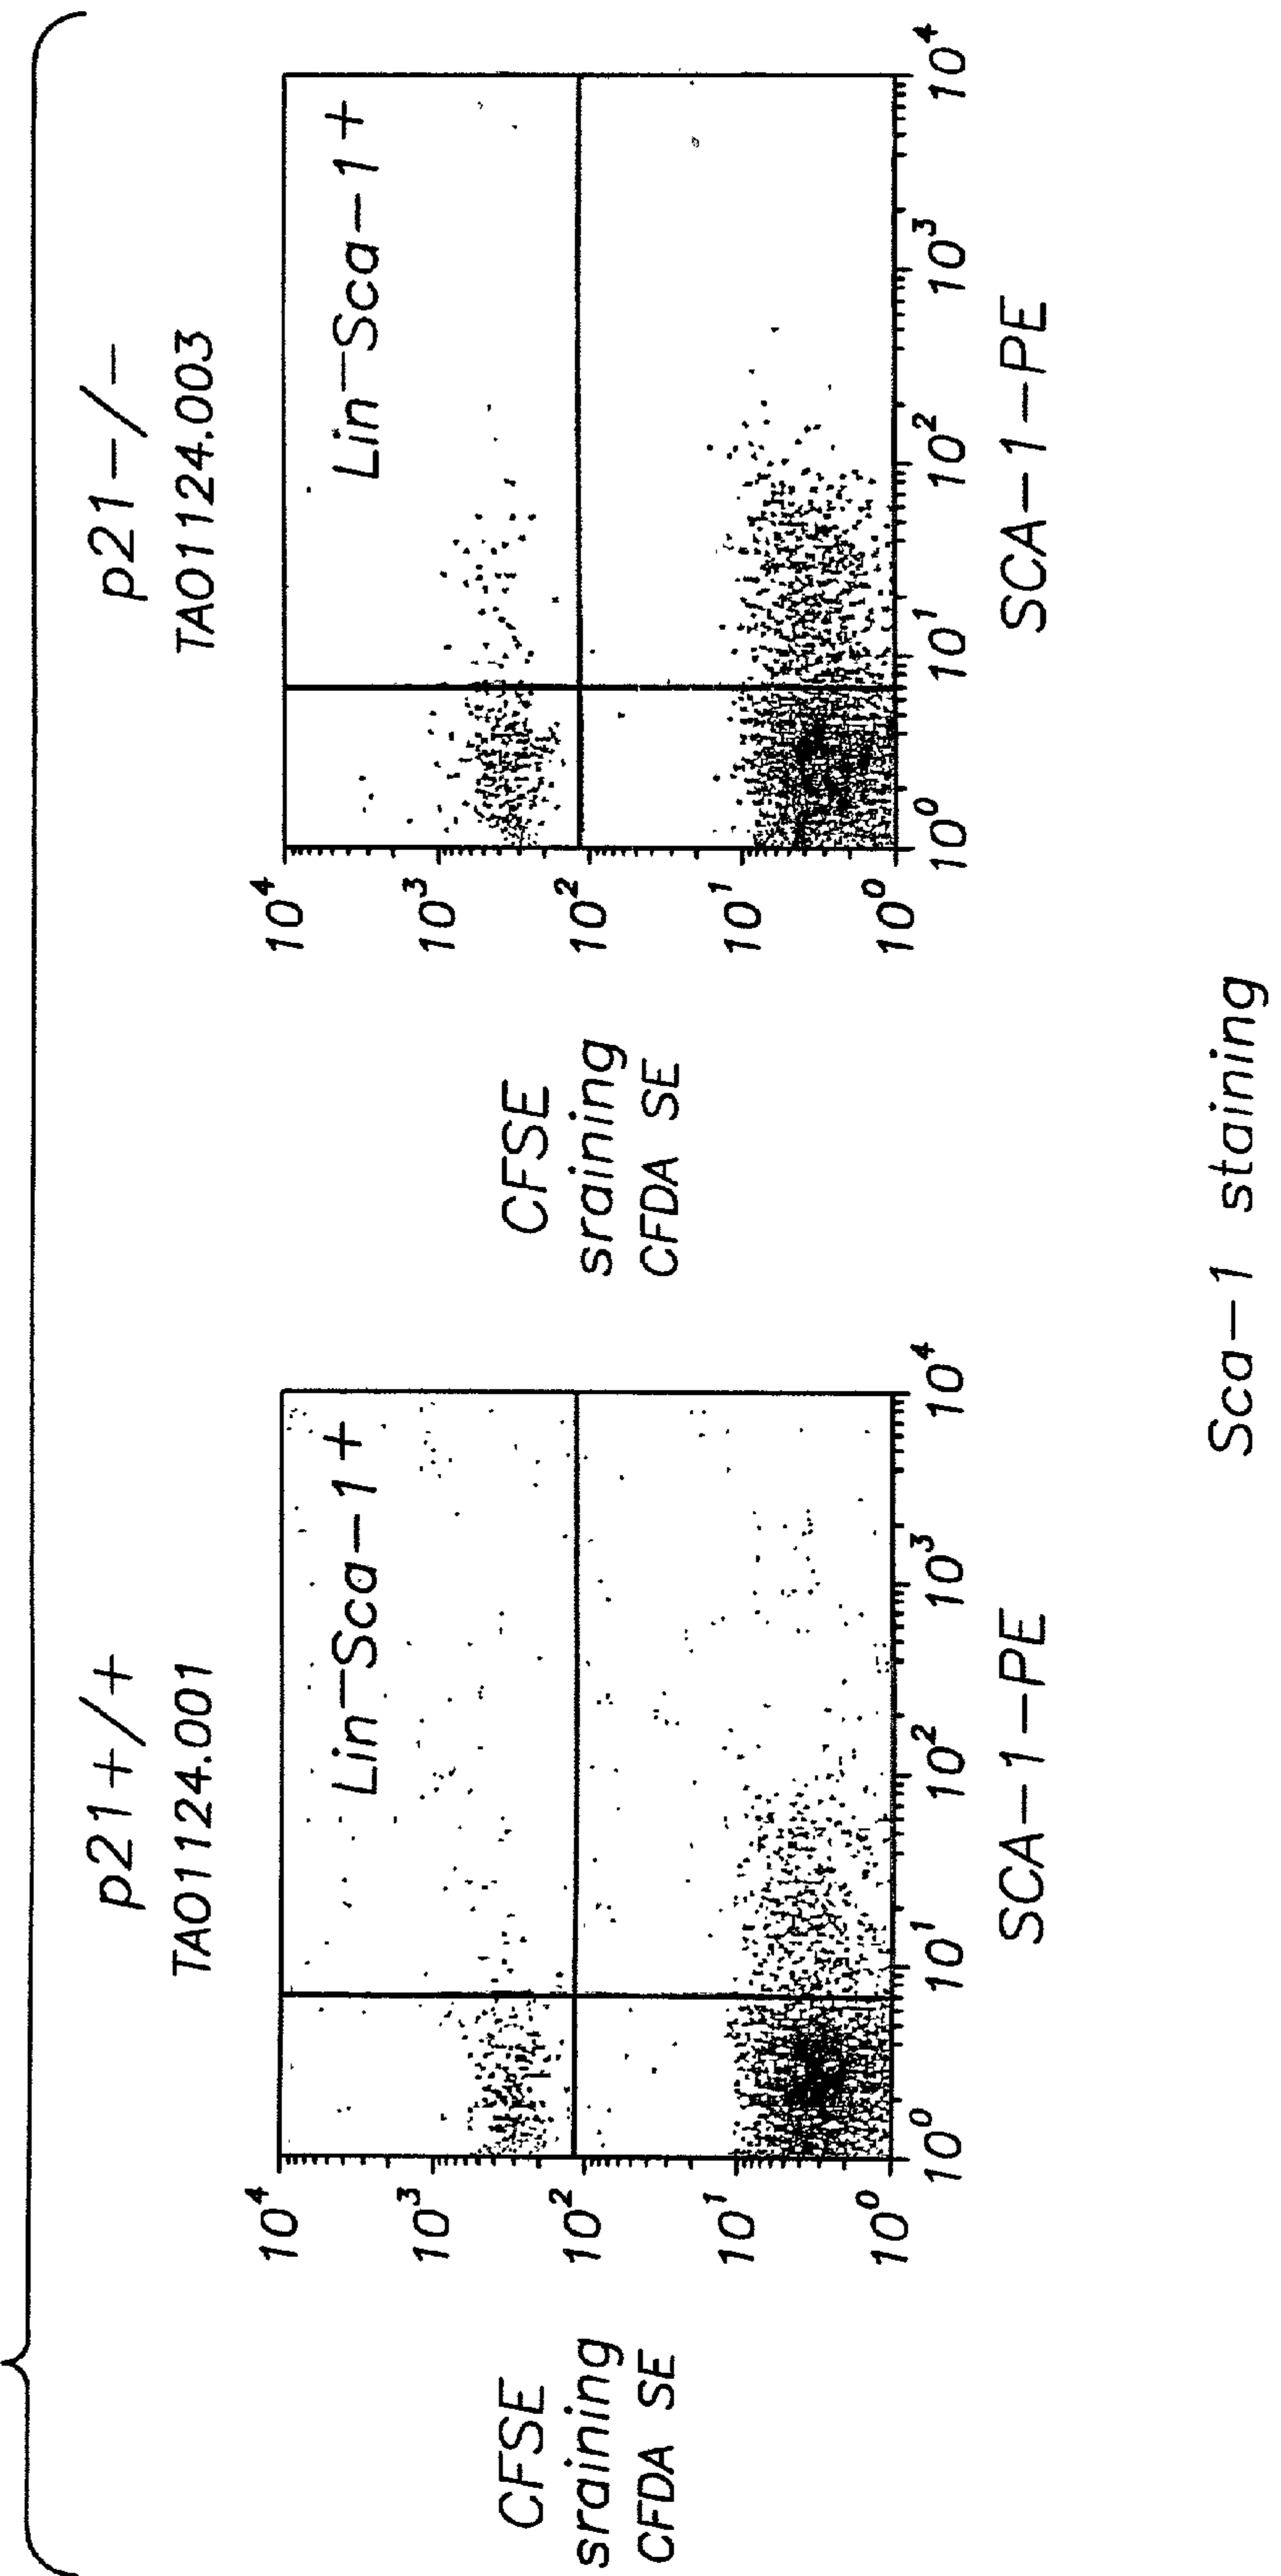 p21+/+
TA01124.001
CFSE
sraining
CFDA SE
10⁴
10³
10²
10¹
10⁰
Lin⁻Sca-1+
10⁰ 10¹ 10² 10³ 10⁴
SCA-1-PE
p21-/-
TA01124.003
CFSE
sraining
CFDA SE
10⁴
10³
10²
10¹
10⁰
Lin⁻Sca-1+
10⁰ 10¹ 10² 10³ 10⁴
SCA-1-PE
Sca-1 staining